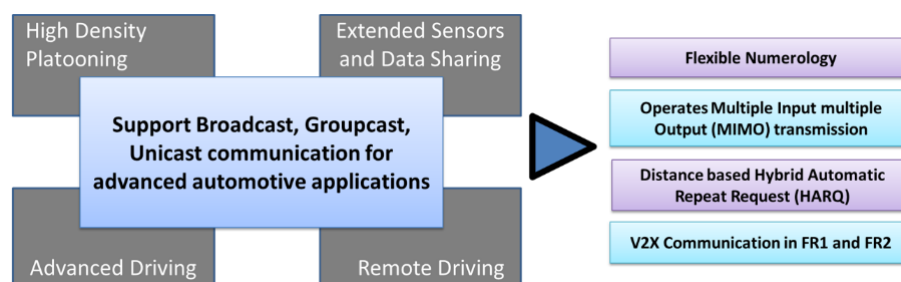 High Density
Platooning
Extended Sensors
and Data Sharing
Support Broadcast, Groupcast,
Unicast communication for
advanced automotive applications
Advanced Driving
Remote Driving
Flexible Numerology
Operates Multiple Input multiple
Output (MIMO) transmission
Distance based Hybrid Automatic
Repeat Request (HARQ)
V2X Communication in FR1 and FR2